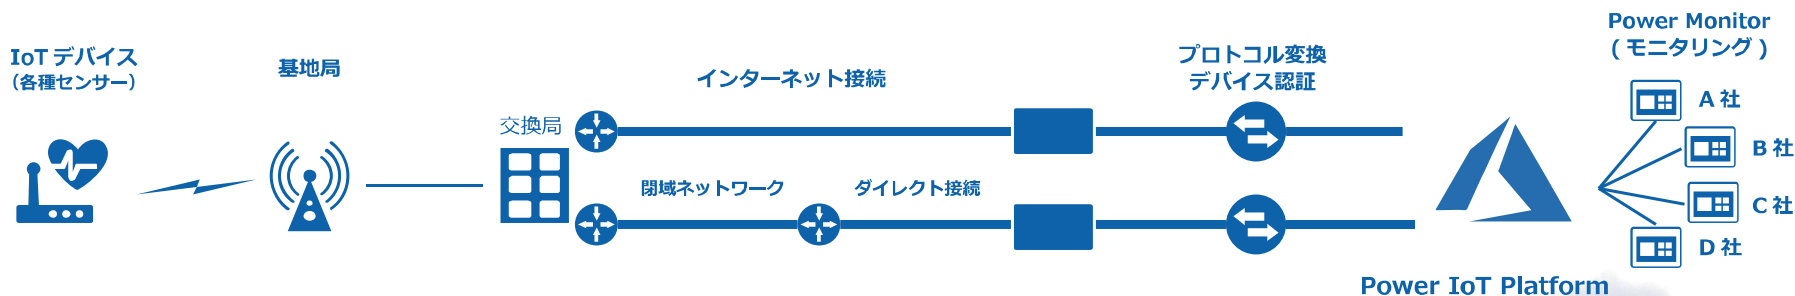 IoT デバイス
(各種センサー)
基地局
交換局
インターネット接続
閉域ネットワーク
ダイレクト接続
プロトコル変換
デバイス認証
Power IoT Platform
Power Monitor
( モニタリング )
A 社
B 社
C 社
D 社